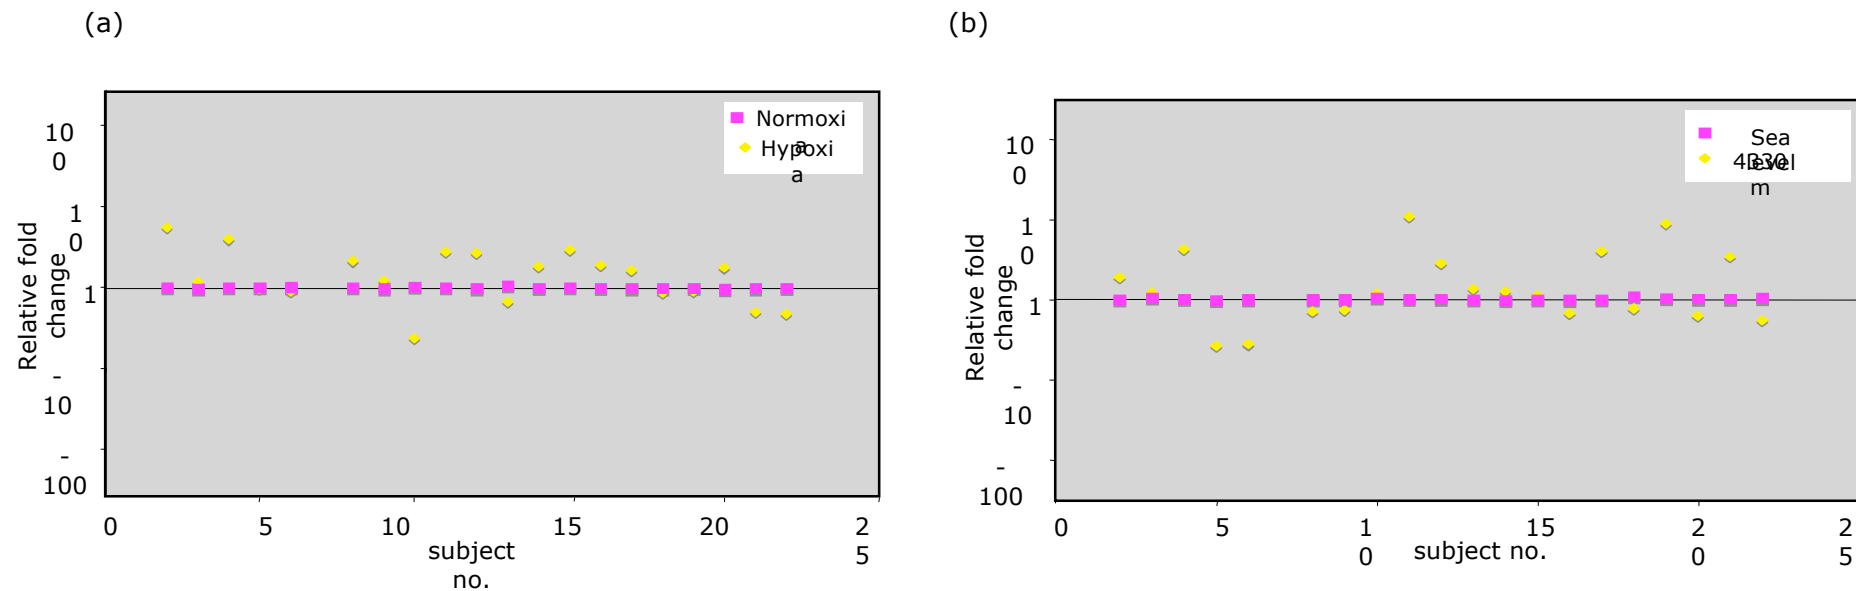 (a)
Relative fold
change
10
0
1
0
1
-
10
-
100
Normoxi
a
Hypoxi
a
0
5
10
15
20
2
5
subject
no.
(b)
Relative fold
change
10
0
1
0
1
-
10
-
100
Sea
level
4330
m
0
5
1
0
15
2
0
2
5
subject no.